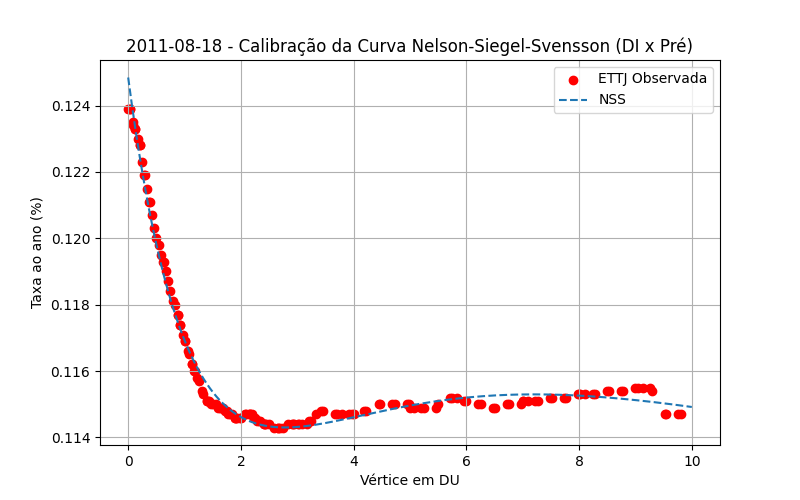 2011-08-18 - Calibração da Curva Nelson-Siegel-Svensson (DI x Pré)
ETTJ Observada
NSS
Taxa ao ano (%)
0.124
0.122
0.120
0.118
0.116
0.114
0 2 4 6 8 10
Vértice em DU